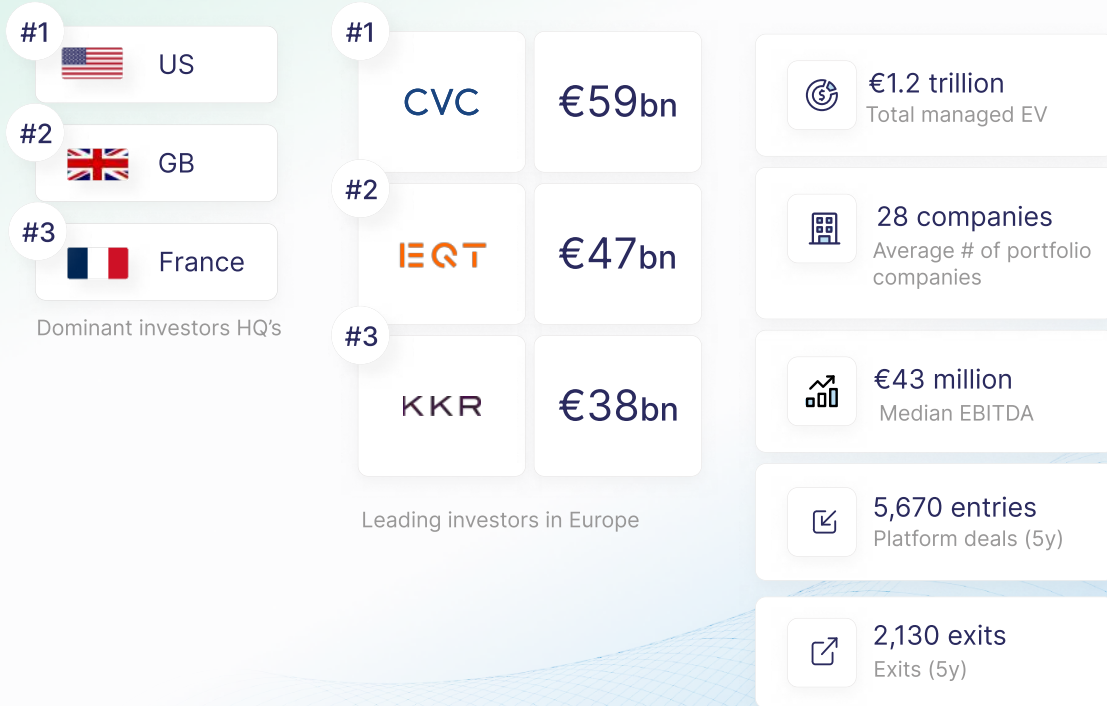 #1
US
#2
GB
#3
France
Dominant investors HQ’s
#1
CVC
€59bn
#2
EQT
€47bn
#3
KKR
€38bn
Leading investors in Europe
€1.2 trillion
Total managed EV
28 companies
Average # of portfolio
companies
€43 million
Median EBITDA
5,670 entries
Platform deals (5y)
2,130 exits
Exits (5y)